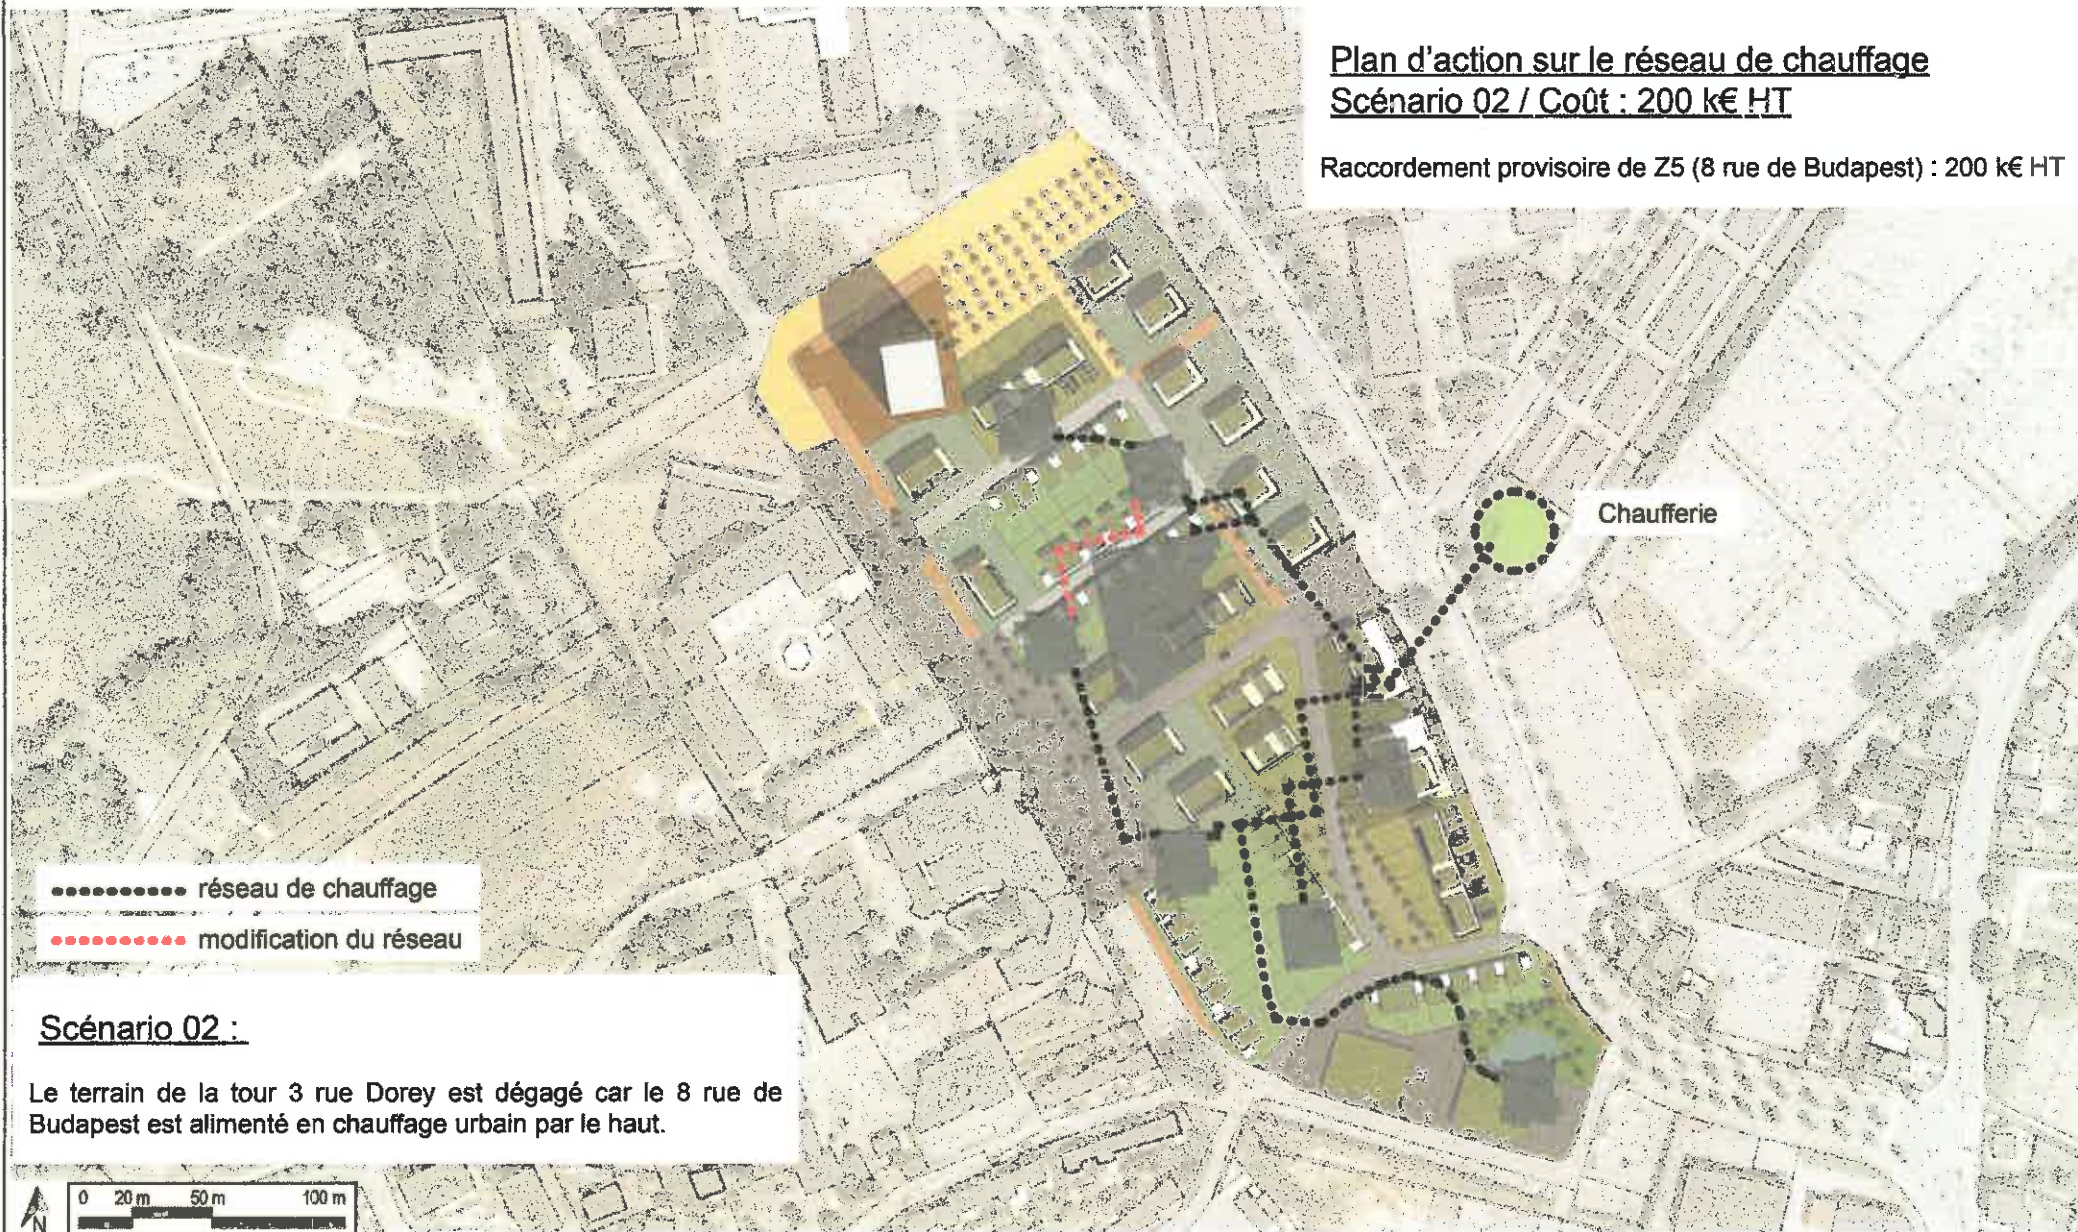 Plan d'action sur le réseau de chauffage
Scénario 02 / Coût : 200 k€ HT
Raccordement provisoire de Z5 (8 rue de Budapest) : 200 k€ HT
Chaufferie
réseau de chauffage
modification du réseau
Scénario 02 :
Le terrain de la tour 3 rue Dorey est dégagé car le 8 rue de
Budapest est alimenté en chauffage urbain par le haut.
0 20 m 50 m 100 m
N